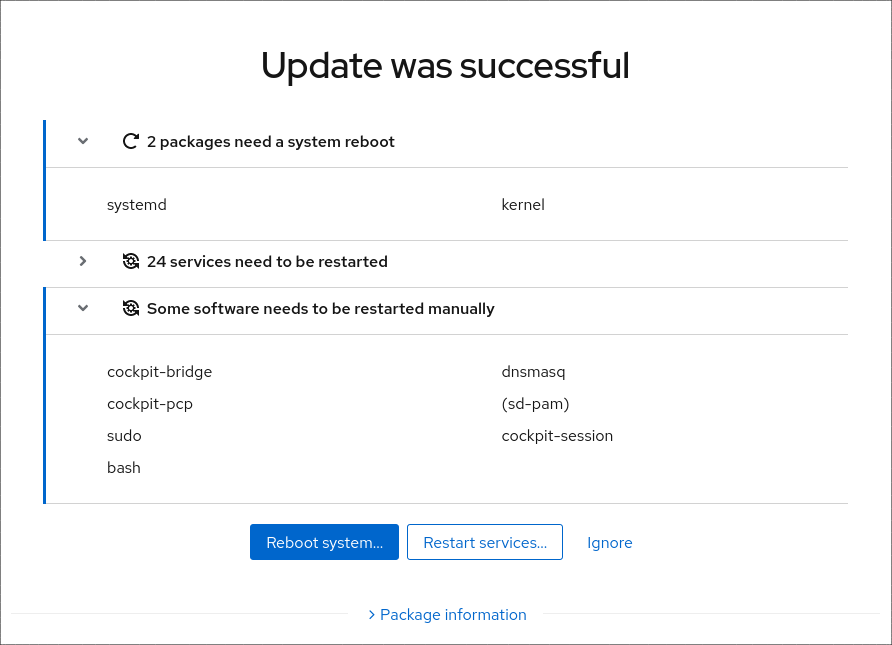 Update was successful
2 packages need a system reboot
systemd kernel
24 services need to be restarted
Some software needs to be restarted manually
cockpit-bridge dnsmasq
cockpit-pcp (sd-pam)
sudo cockpit-session
bash
Reboot system... Restart services... Ignore
Package information